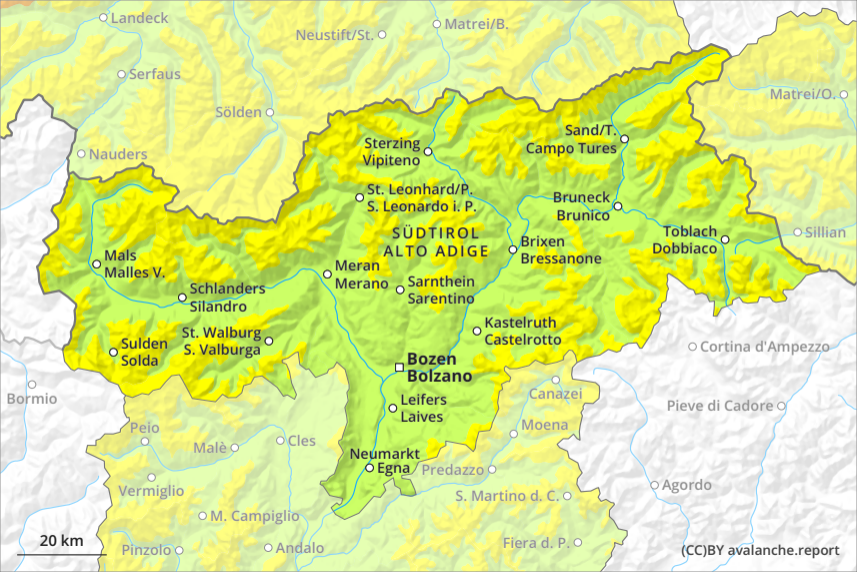 Landeck
Matrei/B.
Neustift/St.
Serfaus
Matrei/O.
Sölden
Sand/T.
Campo Tures
Sterzing
Vipiteno
Nauders
St. Leonhard/P.
S. Leonardo i. P.
Bruneck
Brunico
SÜDTIROL
ALTO ADIGE
Toblach
Dobbiaco
Sillian
Brixen
Bressanone
Mals
Malles V.
Meran
Merano
Sarnthein
Sarentino
Schlanders
Silandro
Kastelruth
Castelrotto
St. Walburg
S. Valburga
Sulden
Solda
Cortina d'Ampezzo
Bozen
Bolzano
Bormio
Canazei
Leifers
Laives
Pieve di Cadore
Peio
Moena
Malè
Cles
Neumarkt
Egna
Predazzo
Vermiglio
Agordo
S. Martino d. C.
M. Campiglio
20 km
Pinzolo
Andalo
Fiera d. P.
(CC)BY avalanche.report